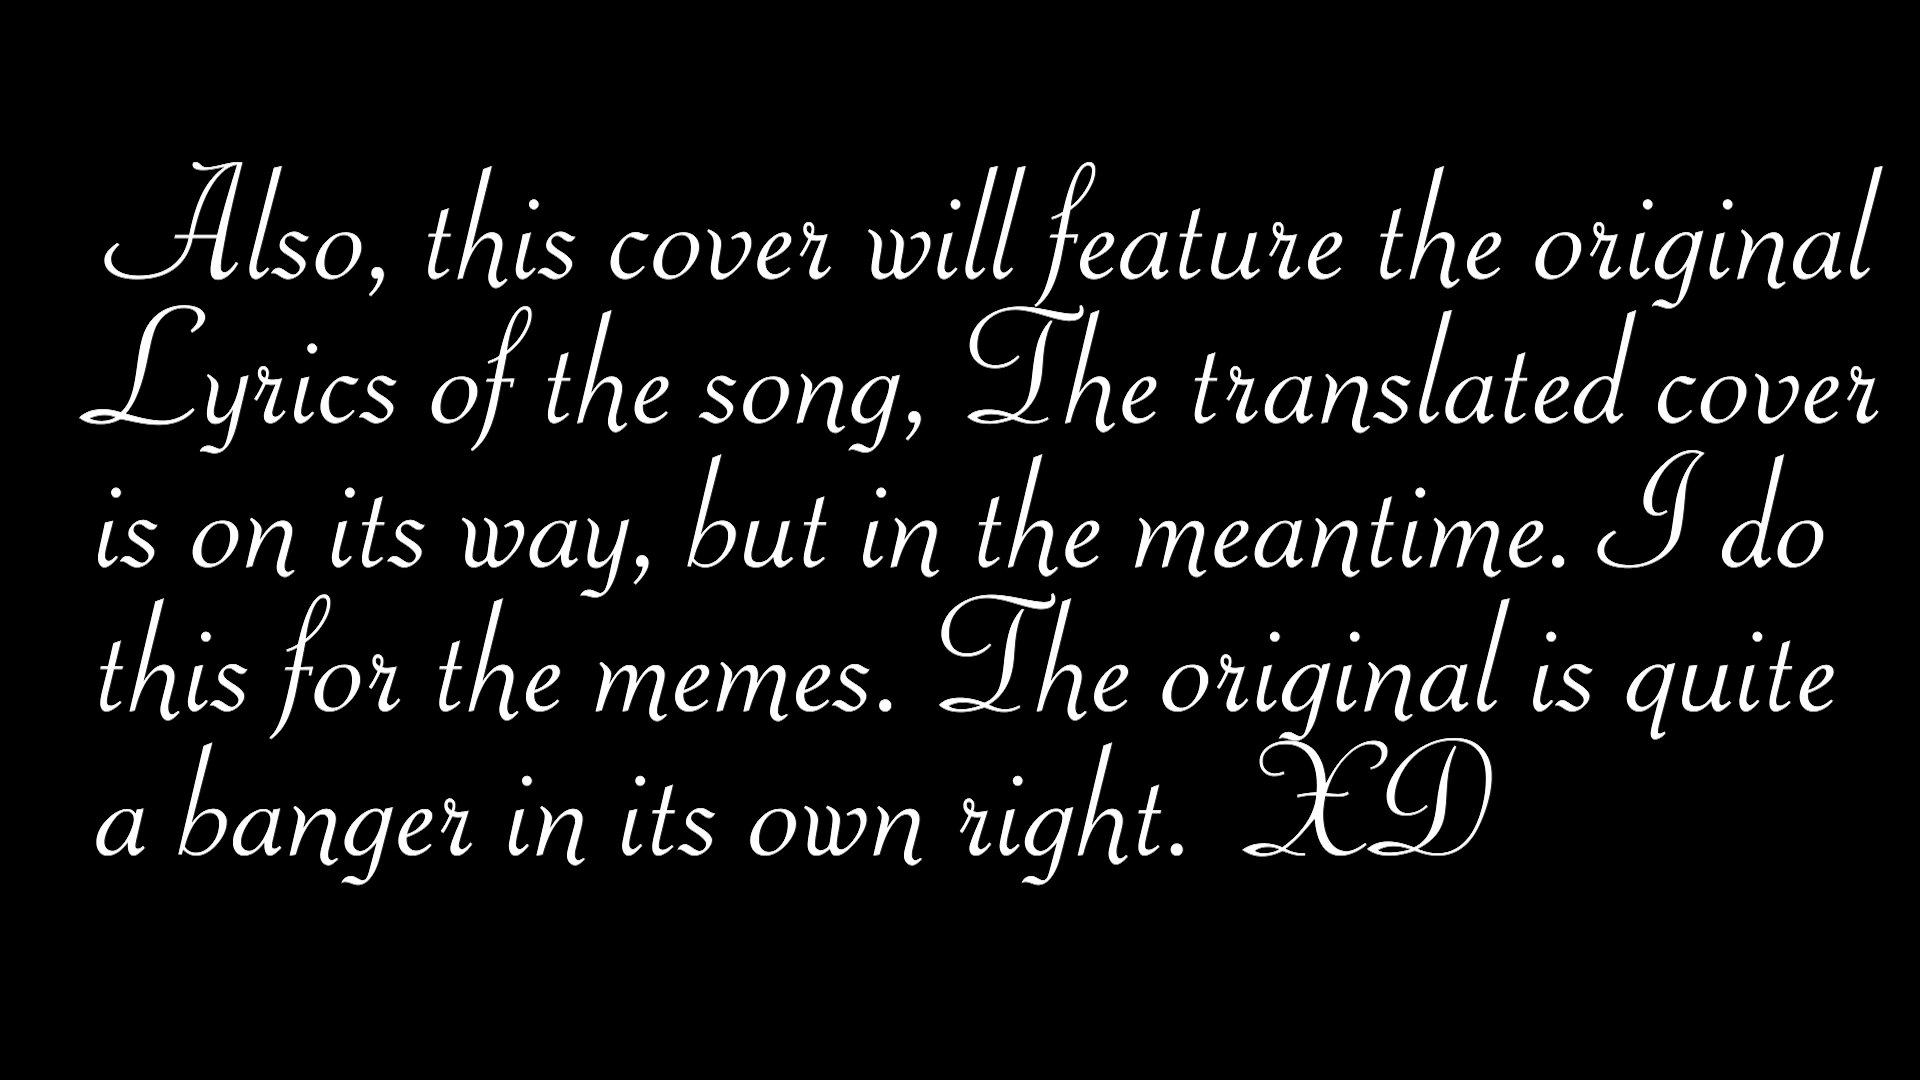 Also, this cover will feature the original
Lyrics of the song, The translated cover
is on its way, but in the meantime. I do
this for the memes. The original is quite
a banger in its own right. XD